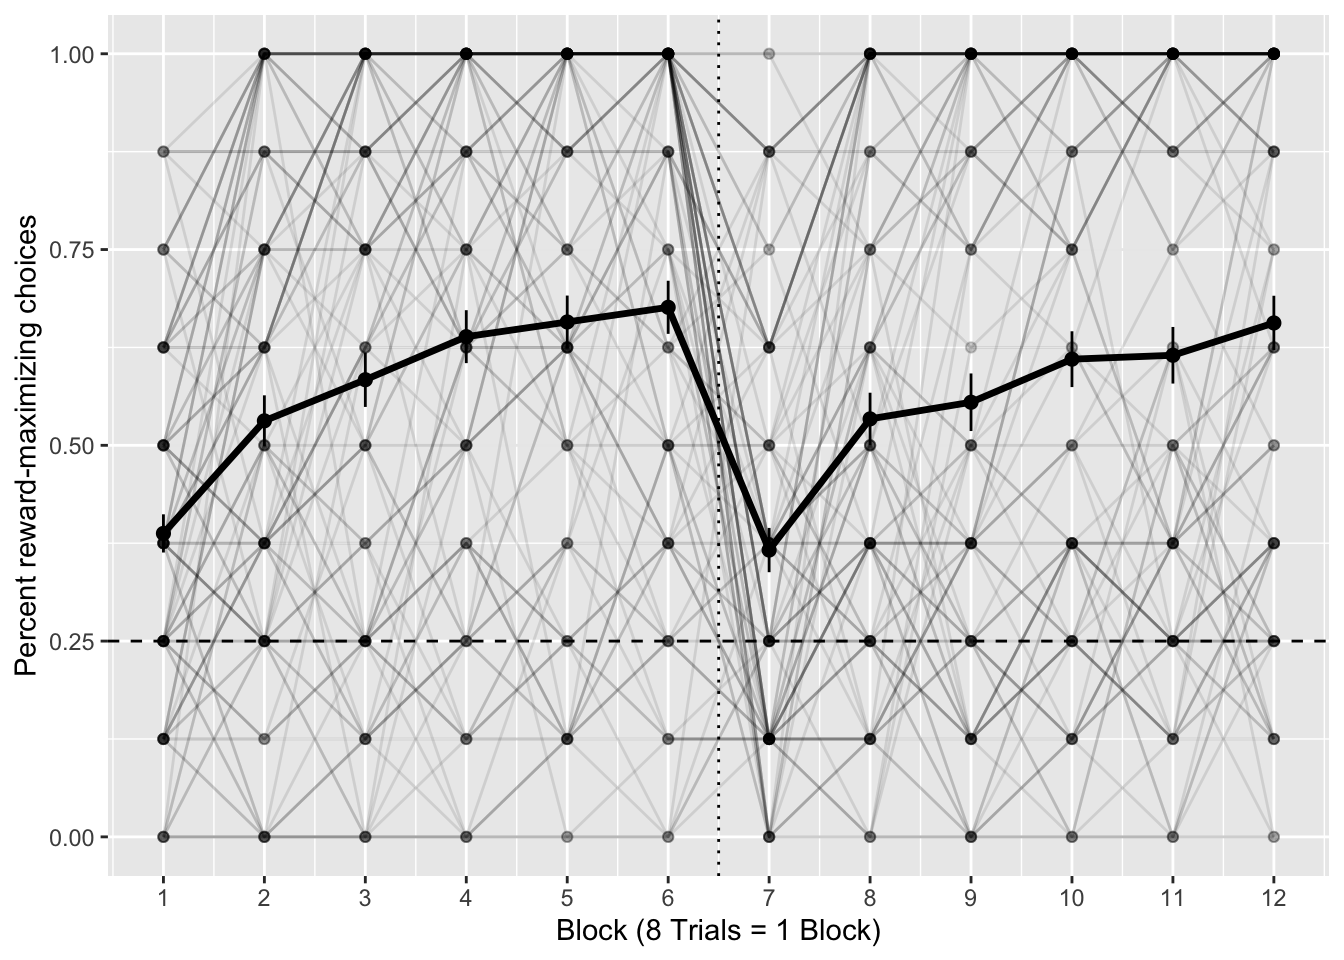 Percent reward-maximizing choices
1.00
0.75
0.50
0.25
0.00
1 2 3 4 5 6 7 8 9 10 11 12
Block (8 Trials = 1 Block)